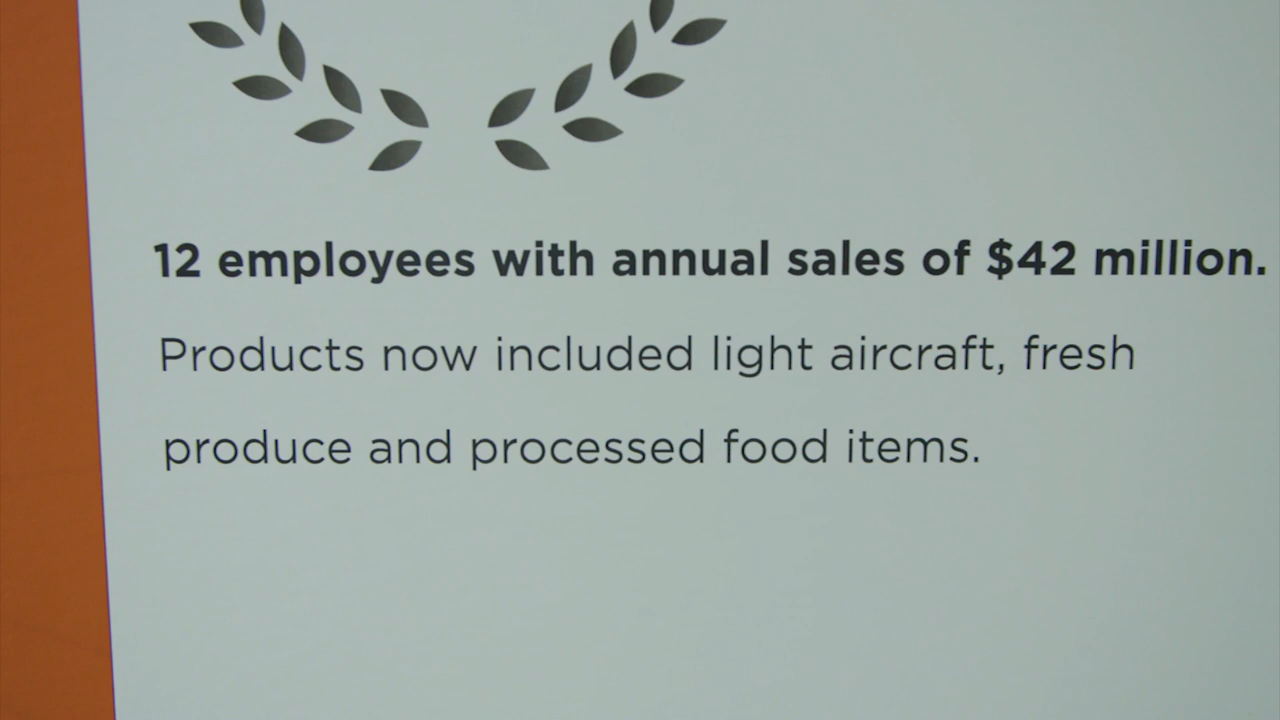 12 employees with annual sales of $42 million.
Products now included light aircraft, fresh
produce and processed food items.